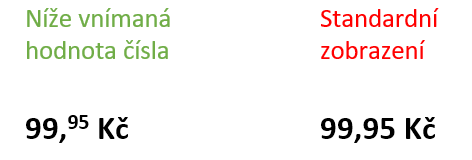 Níže vnímaná
hodnota čísla
Standardní
zobrazení
99,95 Kč
99,95 Kč